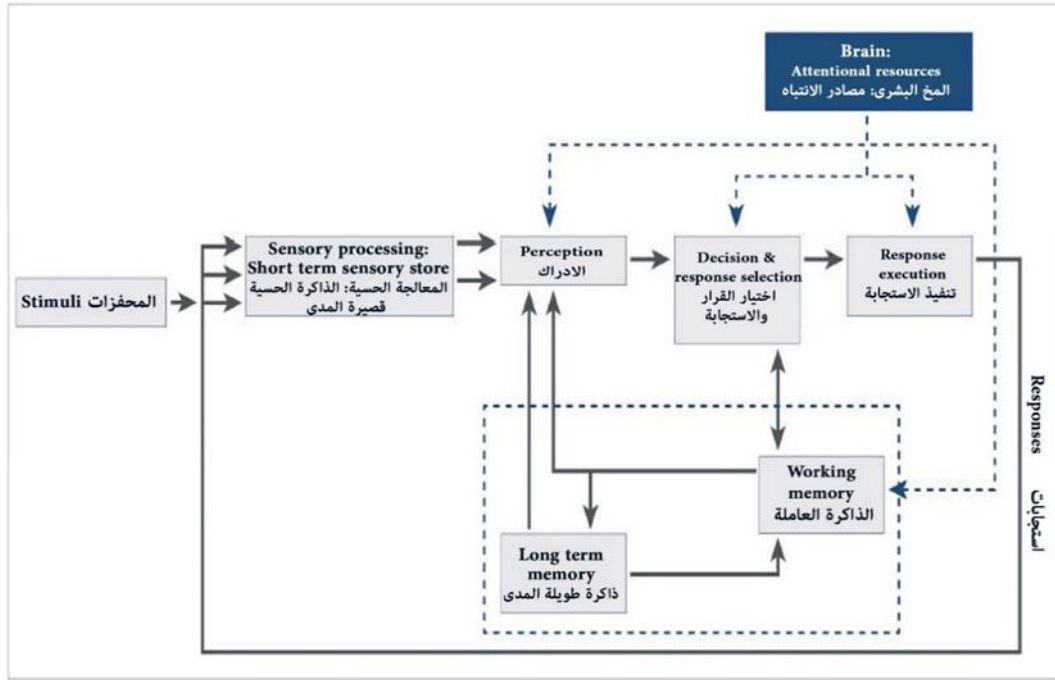 Brain:
Attentional resources
المخ البشرى: مصادر الانتباه
Stimuli المحفزات
Sensory processing:
Short term sensory store
المعالجة الحسية: الذاكرة الحسية
قصيرة المدى
Perception
الادراك
Decision &
response selection
اختيار القرار
والاستجابة
Response
execution
تنفيذ الاستجابة
Working
memory
الذاكرة العاملة
Long term
memory
ذاكرة طويلة المدى
Responses استجابات